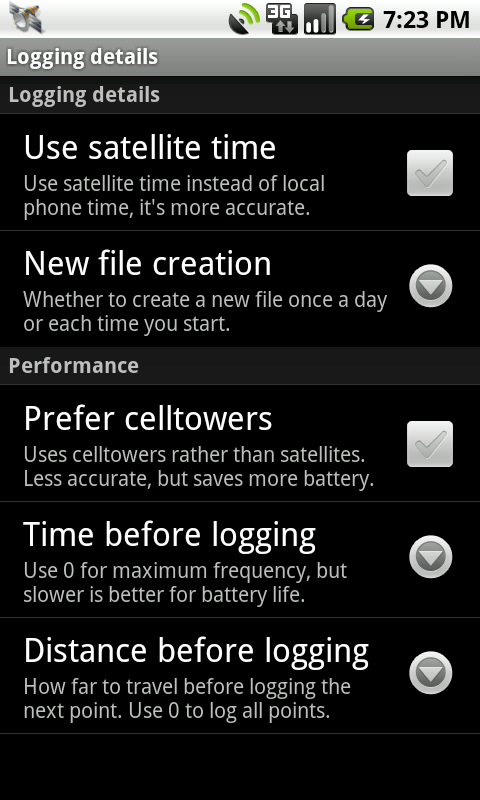 3G 7:23 PM
Logging details
Logging details
Use satellite time
Use satellite time instead of local
phone time, it's more accurate.
New file creation
Whether to create a new file once a day
or each time you start.
Performance
Prefer celltowers
Uses celltowers rather than satellites.
Less accurate, but saves more battery.
Time before logging
Use 0 for maximum frequency, but
slower is better for battery life.
Distance before logging
How far to travel before logging the
next point. Use 0 to log all points.